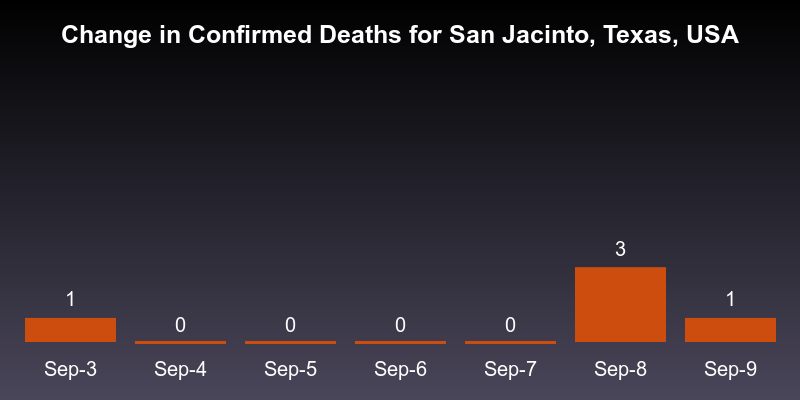 Change in Confirmed Deaths for San Jacinto, Texas, USA
3
1 0 0 0 0 1
Sep-3 Sep-4 Sep-5 Sep-6 Sep-7 Sep-8 Sep-9